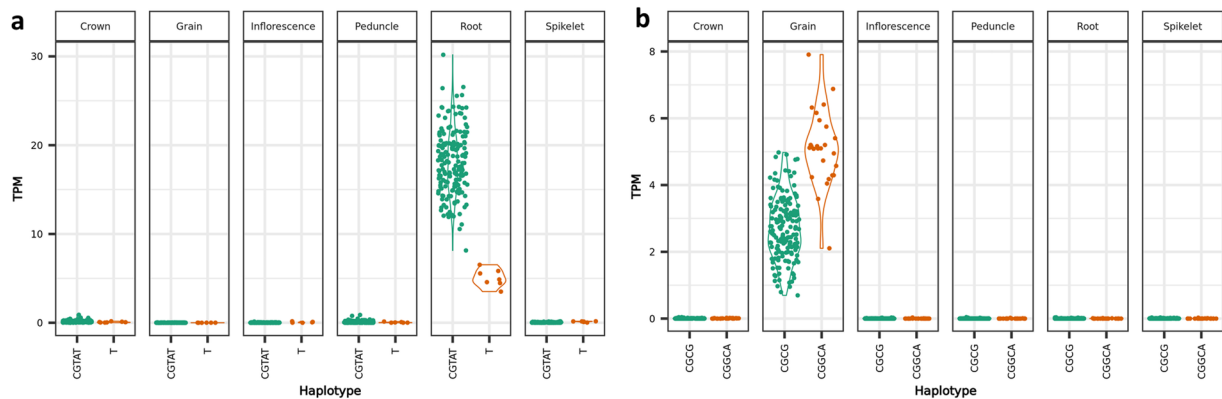 a
Crown Grain Inflorescence Peduncle Root Spikelet
30
20
10
0
TPM
CGTAT T CGTAT T CGTAT T CGTAT T CGTAT T CGTAT T
Haplotype
b
Crown Grain Inflorescence Peduncle Root Spikelet
8
6
4
2
0
TPM
CGCG CGGCA CGCG CGGCA CGCG CGGCA CGCG CGGCA CGCG CGGCA CGCG CGGCA
Haplotype